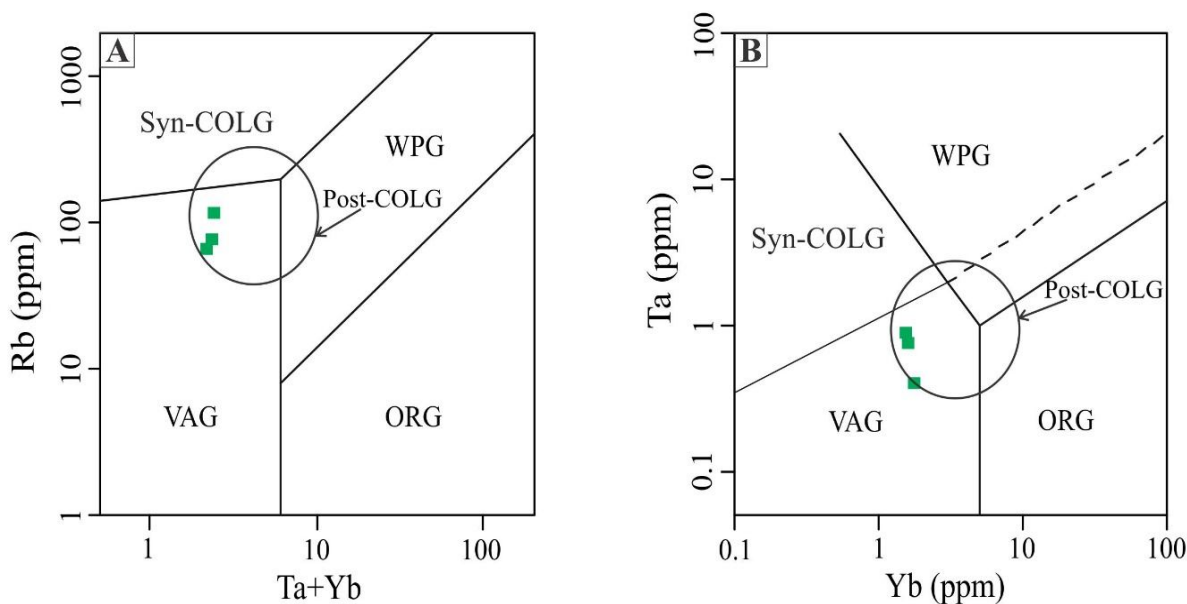 A
Syn-COLG
WPG
Post-COLG
VAG
ORG
1000
100
10
1
Rb (ppm)
1
10
100
Ta+Yb
B
WPG
Syn-COLG
Post-COLG
VAG
ORG
100
10
1
0.1
Ta (ppm)
0.1
1
10
100
Yb (ppm)